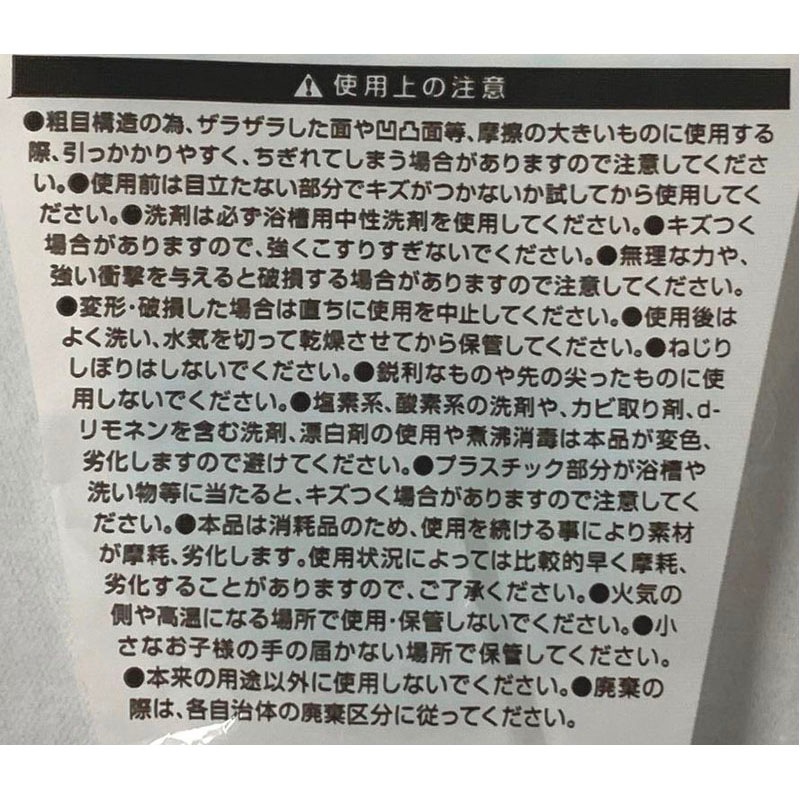 ⚠使用上の注意
●粗目構造の為、ザラザラした面や凹凸面等、摩擦の大きいものに使用する
際、引っかかりやすく、ちぎれてしまう場合がありますので注意してくださ
い。●使用前は目立たない部分でキズがつかないか試してから使用してく
ださい。●洗剤は必ず浴槽用中性洗剤を使用してください。●キズつく
場合がありますので、強くこすりすぎないでください。●無理な力や、
強い衝撃を与えると破損する場合がありますので注意してください。
●変形・破損した場合は直ちに使用を中止してください。●使用後は
よく洗い、水気を切って乾燥させてから保管してください。●ねじり
しぼりはしないでください。●鋭利なものや先の尖ったものに使
用しないでください。●塩素系、酸素系の洗剤や、カビ取り剤、d-
リモネンを含む洗剤、漂白剤の使用や煮沸消毒は本品が変色、
劣化しますので避けてください。●プラスチック部分が浴槽や
洗い物等に当たると、キズつく場合がありますので注意してく
ださい。●本品は消耗品のため、使用を続ける事により素材
が摩耗、劣化します。使用状況によっては比較的早く摩耗、
劣化することがありますので、ご了承ください。●火気の
側や高温になる場所で使用・保管しないでください。●小
さなお子様の手の届かない場所で保管してください。
●本来の用途以外に使用しないでください。●廃棄の
際は、各自治体の廃棄区分に従ってください。